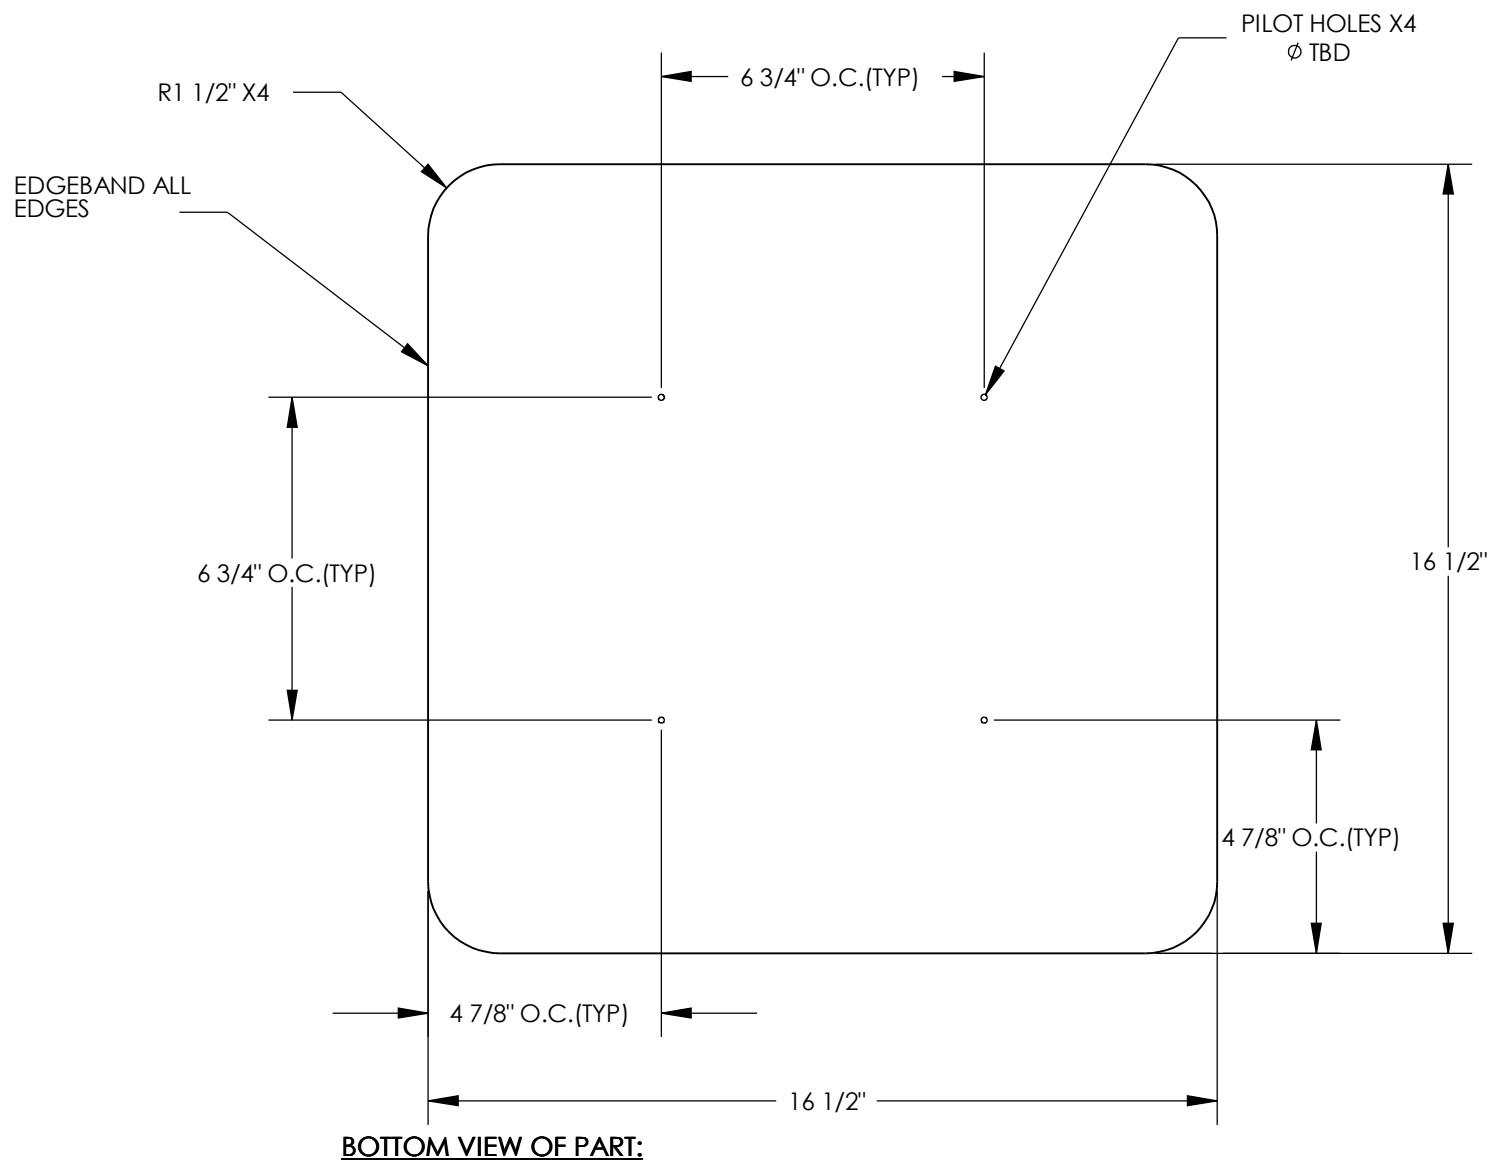 PILOT HOLES X4
Ø TBD
6 3/4" O.C.(TYP)
R1 1/2" X4
EDGEBAND ALL
EDGES
16 1/2"
6 3/4" O.C.(TYP)
4 7/8" O.C.(TYP)
4 7/8" O.C.(TYP)
16 1/2"
BOTTOM VIEW OF PART: